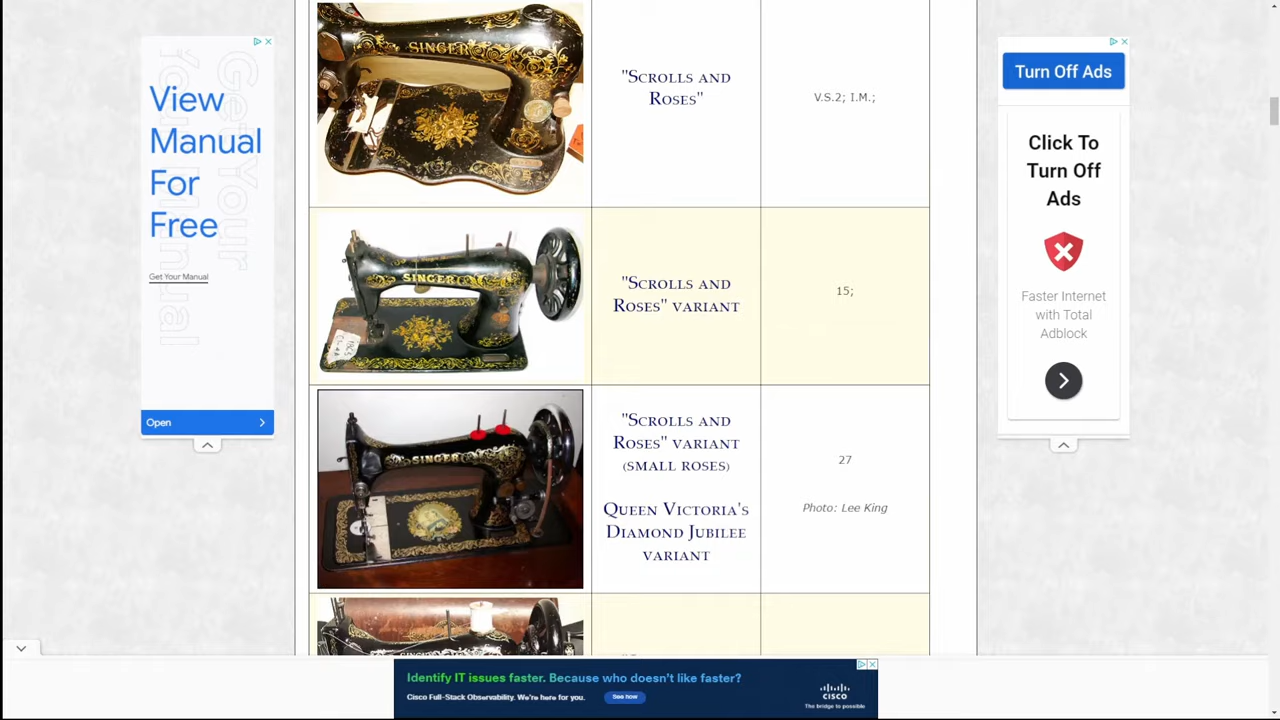 View
Manual
For
Free
Get Your Manual
Get Your
Manual
Open
SINGER
"Scrolls and
Roses"
V.S.2; I.M.;
SINGER
"Scrolls and
Roses" variant
15;
SINGER
"Scrolls and
Roses" variant
(small roses)
Queen Victoria's
Diamond Jubilee
variant
27
Photo: Lee King
Turn Off Ads
Click To
Turn Off
Ads
Faster Internet
with Total
Adblock
Identify IT issues faster. Because who doesn't like faster?
Cisco Full-Stack Observability. We're here for you.
See how
CISCO
The bridge to possible